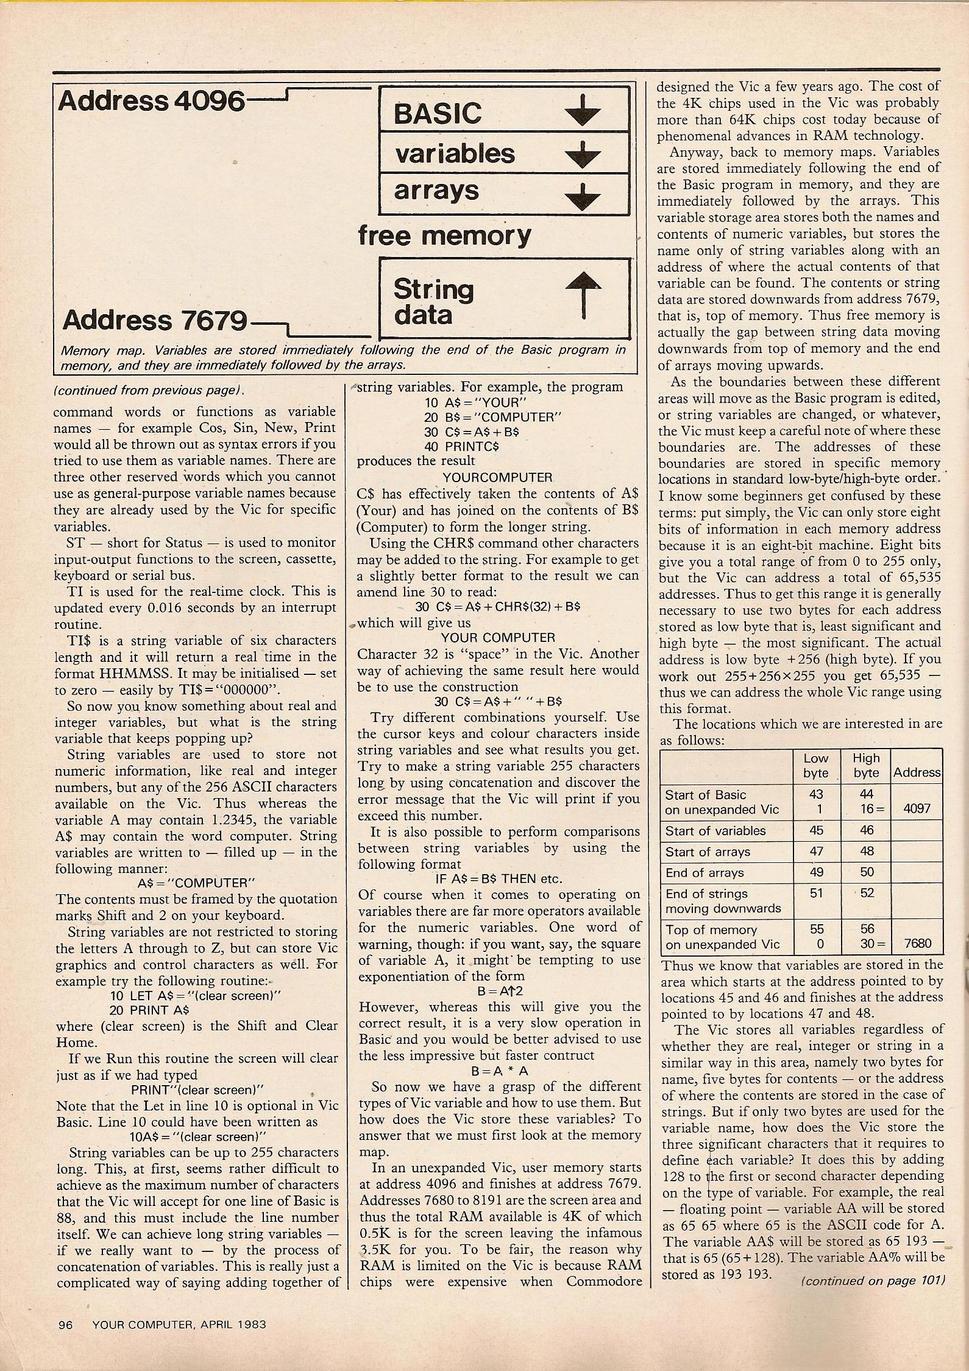 Address 4096
BASIC
variables
arrays
free memory
String
data
Address 7679
Memory map. Variables are stored immediately following the end of the Basic program in
memory, and they are immediately followed by the arrays.
(continued from previous page).
command words or functions as variable
names — for example Cos, Sin, New, Print
would all be thrown out as syntax errors if you
tried to use them as variable names. There are
three other reserved words which you cannot
use as general-purpose variable names because
they are already used by the Vic for specific
variables.
ST — short for Status — is used to monitor
input-output functions to the screen, cassette,
keyboard or serial bus.
TI is used for the real-time clock. This is
updated every 0.016 seconds by an interrupt
routine.
TI$ is a string variable of six characters
length and it will return a real time in the
format HHMMSS. It may be initialised — set
to zero — easily by TI$="000000".
So now you know something about real and
integer variables, but what is the string
variable that keeps popping up?
String variables are used to store not
numeric information, like real and integer
numbers, but any of the 256 ASCII characters
available on the Vic. Thus whereas the
variable A may contain 1.2345, the variable
A$ may contain the word computer. String
variables are written to — filled up — in the
following manner:
A$="COMPUTER"
The contents must be framed by the quotation
marks Shift and 2 on your keyboard.
String variables are not restricted to storing
the letters A through to Z, but can store Vic
graphics and control characters as well. For
example try the following routine:
10 LET A$="(clear screen)"
20 PRINT A$
where (clear screen) is the Shift and Clear
Home.
If we Run this routine the screen will clear
just as if we had typed
PRINT"(clear screen)"
Note that the Let in line 10 is optional in Vic
Basic. Line 10 could have been written as
10A$="(clear screen)"
String variables can be up to 255 characters
long. This, at first, seems rather difficult to
achieve as the maximum number of characters
that the Vic will accept for one line of Basic is
88, and this must include the line number
itself. We can achieve long string variables —
if we really want to — by the process of
concatenation of variables. This is really just a
complicated way of saying adding together of
string variables. For example, the program
10 A$="YOUR"
20 B$="COMPUTER"
30 C$=A$+B$
40 PRINTC$
produces the result
YOURCOMPUTER
C$ has effectively taken the contents of A$
(Your) and has joined on the contents of B$
(Computer) to form the longer string.
Using the CHR$ command other characters
may be added to the string. For example to get
a slightly better format to the result we can
amend line 30 to read:
30 C$=A$+CHR$(32)+B$
which will give us
YOUR COMPUTER
Character 32 is "space" in the Vic. Another
way of achieving the same result here would
be to use the construction
30 C$=A$+" "+B$
Try different combinations yourself. Use
the cursor keys and colour characters inside
string variables and see what results you get.
Try to make a string variable 255 characters
long by using concatenation and discover the
error message that the Vic will print if you
exceed this number.
It is also possible to perform comparisons
between string variables by using the
following format
IF A$=B$ THEN etc.
Of course when it comes to operating on
variables there are far more operators available
for the numeric variables. One word of
warning, though: if you want, say, the square
of variable A, it might be tempting to use
exponentiation of the form
B=A↑2
However, whereas this will give you the
correct result, it is a very slow operation in
Basic and you would be better advised to use
the less impressive but faster contruct
B=A * A
So now we have a grasp of the different
types of Vic variable and how to use them. But
how does the Vic store these variables? To
answer that we must first look at the memory
map.
In an unexpanded Vic, user memory starts
at address 4096 and finishes at address 7679.
Addresses 7680 to 8191 are the screen area and
thus the total RAM available is 4K of which
0.5K is for the screen leaving the infamous
3.5K for you. To be fair, the reason why
RAM is limited on the Vic is because RAM
chips were expensive when Commodore
designed the Vic a few years ago. The cost of
the 4K chips used in the Vic was probably
more than 64K chips cost today because of
phenomenal advances in RAM technology.
Anyway, back to memory maps. Variables
are stored immediately following the end of
the Basic program in memory, and they are
immediately followed by the arrays. This
variable storage area stores both the names and
contents of numeric variables, but stores the
name only of string variables along with an
address of where the actual contents of that
variable can be found. The contents or string
data are stored downwards from address 7679,
that is, top of memory. Thus free memory is
actually the gap between string data moving
downwards from top of memory and the end
of arrays moving upwards.
As the boundaries between these different
areas will move as the Basic program is edited,
or string variables are changed, or whatever,
the Vic must keep a careful note of where these
boundaries are. The addresses of these
boundaries are stored in specific memory
locations in standard low-byte/high-byte order.
I know some beginners get confused by these
terms: put simply, the Vic can only store eight
bits of information in each memory address
because it is an eight-bit machine. Eight bits
give you a total range of from 0 to 255 only,
but the Vic can address a total of 65,535
addresses. Thus to get this range it is generally
necessary to use two bytes for each address
stored as low byte that is, least significant and
high byte — the most significant. The actual
address is low byte +256 (high byte). If you
work out 255+256×255 you get 65,535 —
thus we can address the whole Vic range using
this format.
The locations which we are interested in are
as follows:
Low High
byte byte Address
Start of Basic 43 44
on unexpanded Vic 1 16= 4097
Start of variables 45 46
Start of arrays 47 48
End of arrays 49 50
End of strings 51 52
moving downwards
Top of memory 55 56
on unexpanded Vic 0 30= 7680
Thus we know that variables are stored in the
area which starts at the address pointed to by
locations 45 and 46 and finishes at the address
pointed to by locations 47 and 48.
The Vic stores all variables regardless of
whether they are real, integer or string in a
similar way in this area, namely two bytes for
name, five bytes for contents — or the address
of where the contents are stored in the case of
strings. But if only two bytes are used for the
variable name, how does the Vic store the
three significant characters that it requires to
define each variable? It does this by adding
128 to the first or second character depending
on the type of variable. For example, the real
— floating point — variable AA will be stored
as 65 65 where 65 is the ASCII code for A.
The variable AA$ will be stored as 65 193 —
that is 65 (65+128). The variable AA% will be
stored as 193 193.
(continued on page 101)
96 YOUR COMPUTER, APRIL 1983